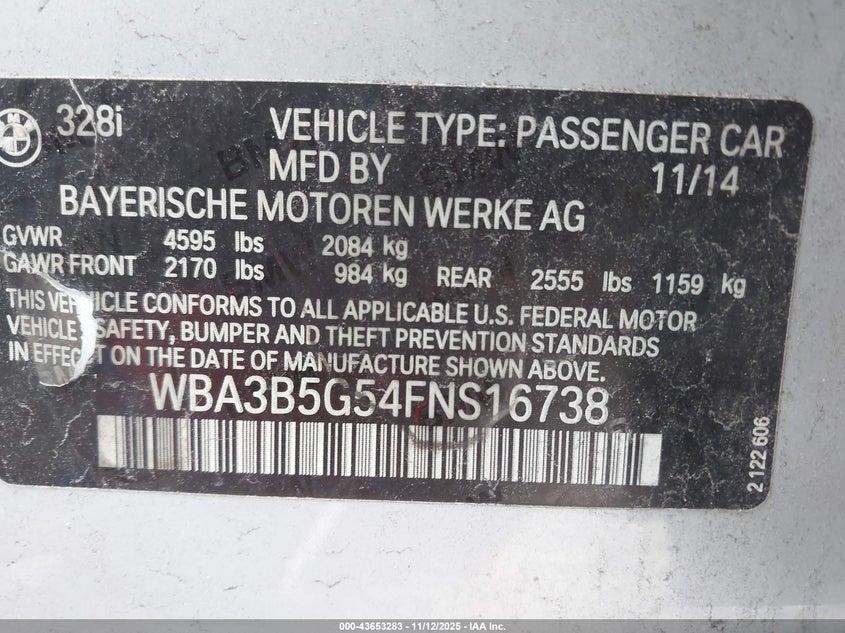 328i VEHICLE TYPE: PASSENGER CAR
MFD BY 11/14
BAYERISCHE MOTOREN WERKE AG
GVWR 4595 lbs 2084 kg
GAWR FRONT 2170 lbs 984 kg REAR 2555 lbs 1159 kg
THIS VEHICLE CONFORMS TO ALL APPLICABLE U.S. FEDERAL MOTOR
VEHICLE SAFETY, BUMPER AND THEFT PREVENTION STANDARDS
IN EFFECT ON THE DATE OF MANUFACTURE SHOWN ABOVE.
WBA3B5G54FNS16738
2 122 606
000-43653283 - 11/12/2025 - IAA Inc.